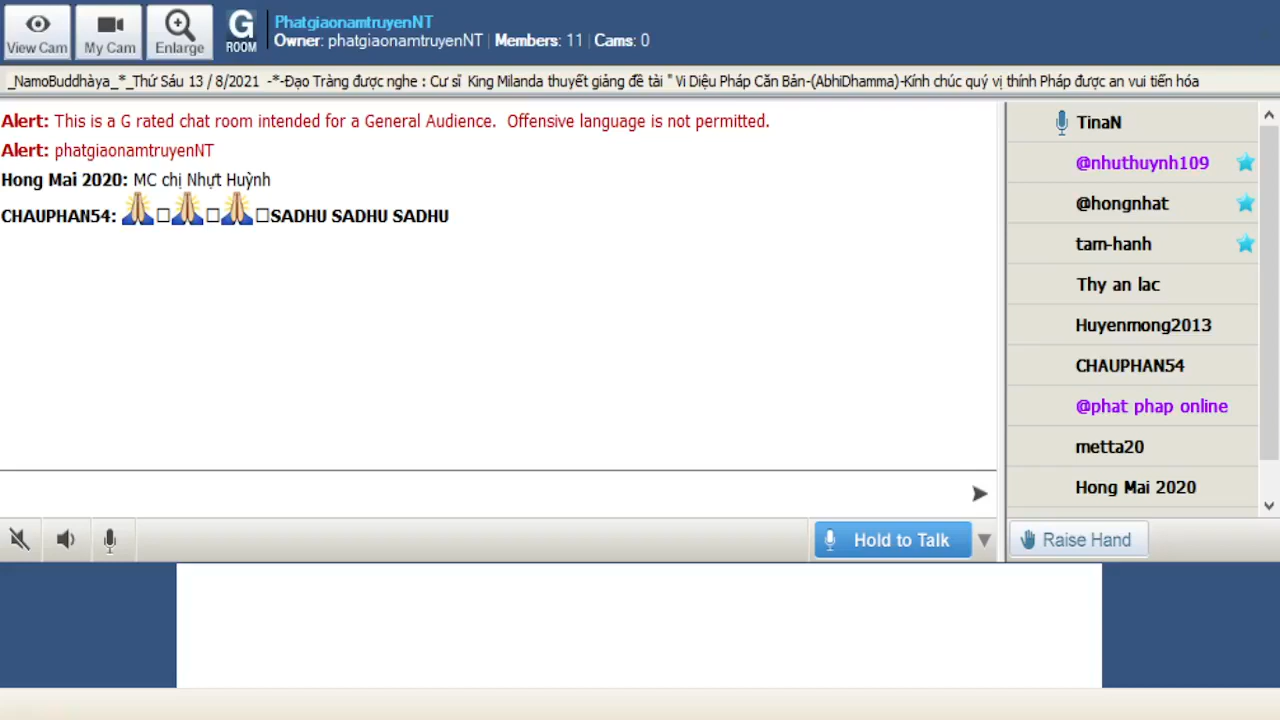 View Cam
My Cam
Enlarge
G
ROOM
PhatgiaonamtruyenNT
Owner: phatgiaonamtruyenNT | Members: 11 | Cams: 0
_NamoBuddhàya_*_Thứ Sáu 13 / 8/2021 -*-Đạo Tràng được nghe : Cư sĩ King Milanda thuyết giảng đề tài " Vi Diệu Pháp Căn Bản-(AbhiDhamma)-Kính chúc quý vị thính Pháp được an vui tiến hóa
Alert: This is a G rated chat room intended for a General Audience. Offensive language is not permitted.
Alert: phatgiaonamtruyenNT
Hong Mai 2020: MC chị Nhựt Huỳnh
CHAUPHAN54: 🙏□🙏□🙏□SADHU SADHU SADHU
TinaN
@nhuthuynh109
@hongnhat
tam-hanh
Thy an lac
Huyenmong2013
CHAUPHAN54
@phat phap online
metta20
Hong Mai 2020
Hold to Talk
Raise Hand